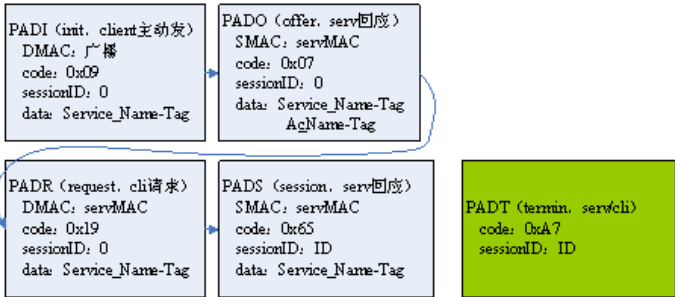 PADI（init，client主动发）
DMAC：广播
code：0x09
sessionID：0
data：Service_Name-Tag
PADO（offer，serv回应）
SMAC：servMAC
code：0x07
sessionID：0
data：Service_Name-Tag
AcName-Tag
PADR（request，cli请求）
DMAC：servMAC
code：0x19
sessionID：0
data：Service_Name-Tag
PADS（session，serv回应）
SMAC：servMAC
code：0x65
sessionID：ID
data：Service_Name-Tag
PADT（termin，serv/cli）
code：0xA7
sessionID：ID